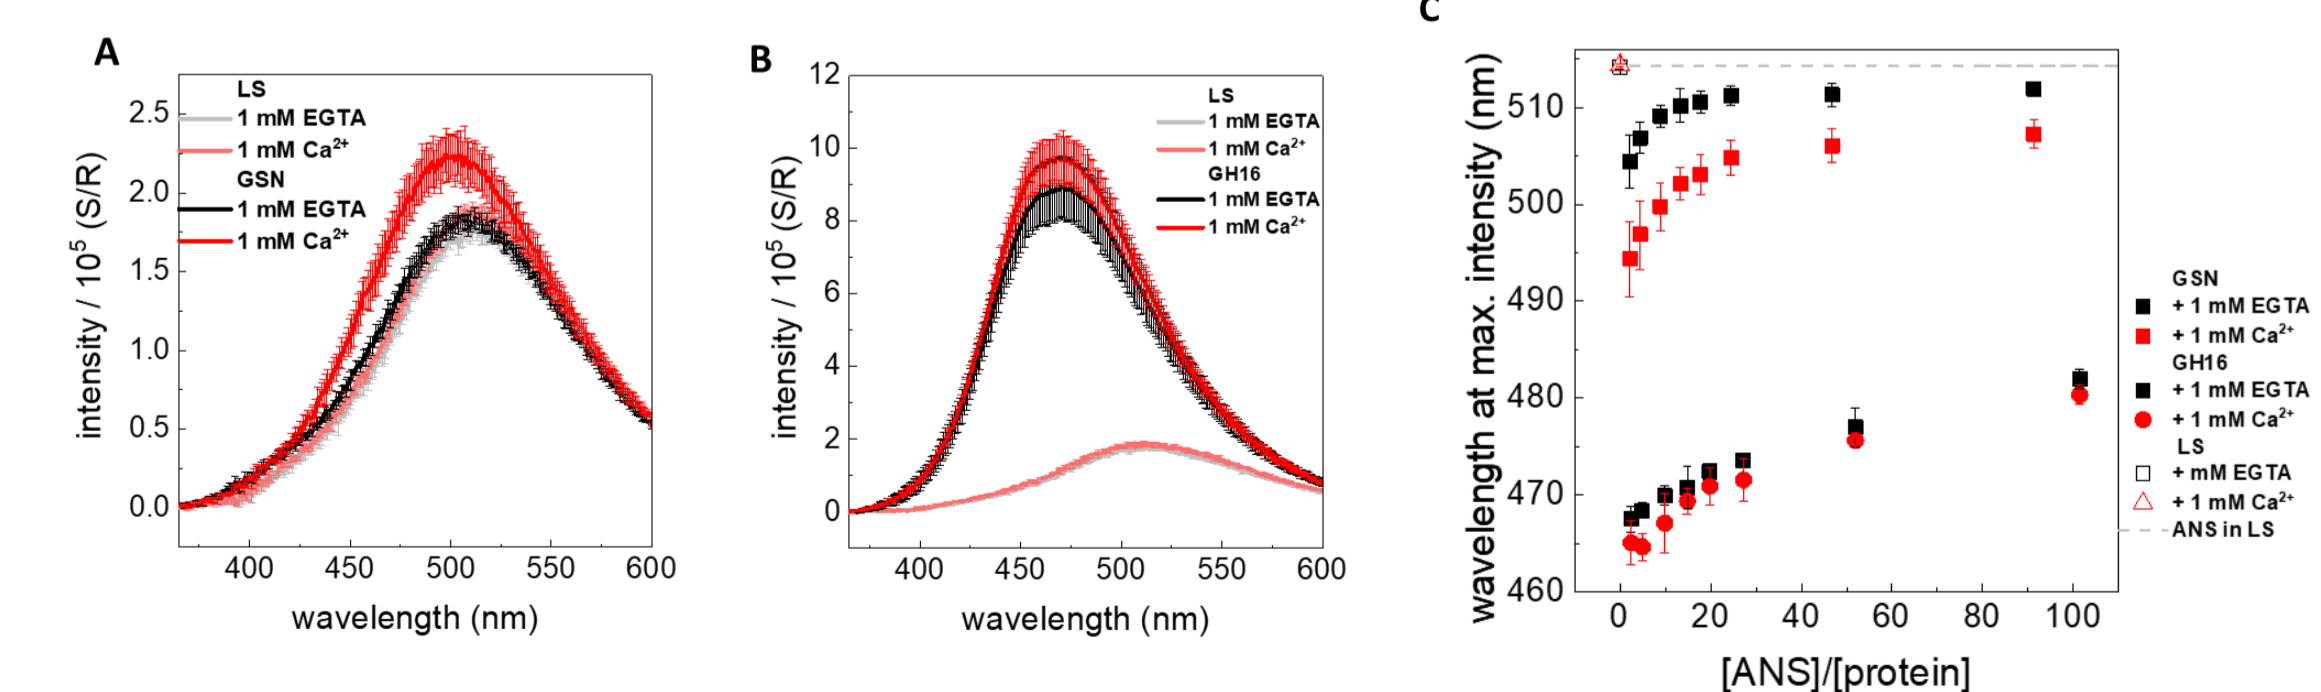 A
LS
1 mM EGTA
1 mM Ca²⁺
GSN
1 mM EGTA
1 mM Ca²⁺
2.5
2.0
1.5
1.0
0.5
0.0
400 450 500 550 600
wavelength (nm)
intensity / 10⁵ (S/R)
B
LS
1 mM EGTA
1 mM Ca²⁺
GH16
1 mM EGTA
1 mM Ca²⁺
12
10
8
6
4
2
0
400 450 500 550 600
wavelength (nm)
intensity / 10⁵ (S/R)
C
510
500
490
480
470
460
0 20 40 60 80 100
[ANS]/[protein]
wavelength at max. intensity (nm)
GSN
+ 1 mM EGTA
+ 1 mM Ca²⁺
GH16
+ 1 mM EGTA
+ 1 mM Ca²⁺
LS
+ mM EGTA
+ 1 mM Ca²⁺
ANS in LS